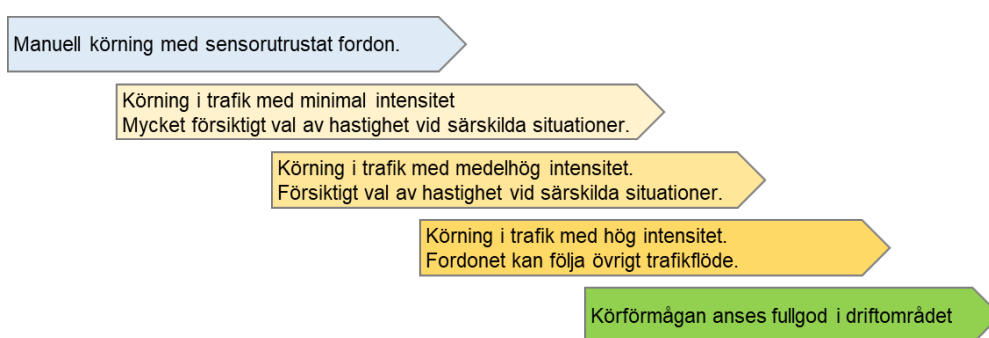 Manuell körning med sensorutrustat fordon.
Körning i trafik med minimal intensitet
Mycket försiktigt val av hastighet vid särskilda situationer.
Körning i trafik med medelhög intensitet.
Försiktigt val av hastighet vid särskilda situationer.
Körning i trafik med hög intensitet.
Fordonet kan följa övrigt trafikflöde.
Körförmågan anses fullgod i driftområdet